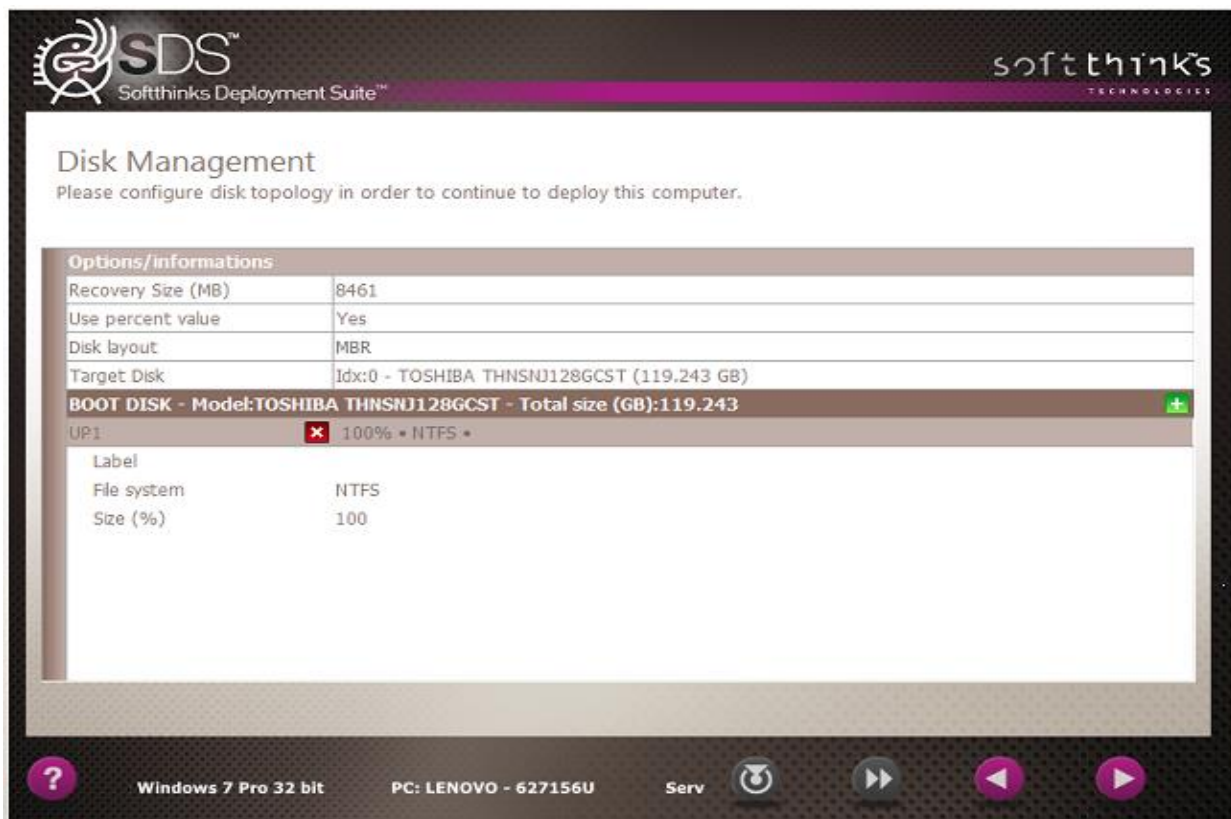 SDS™
Softthinks Deployment Suite™
softthinks
TECHNOLOGIES
Disk Management
Please configure disk topology in order to continue to deploy this computer.
Options/informations
Recovery Size (MB) 8461
Use percent value Yes
Disk layout MBR
Target Disk Idx:0 - TOSHIBA THNSNJ128GCST (119.243 GB)
BOOT DISK - Model:TOSHIBA THNSNJ128GCST - Total size (GB):119.243
UP1 100% • NTFS •
Label
File system NTFS
Size (%) 100
? Windows 7 Pro 32 bit PC: LENOVO - 627156U Serv